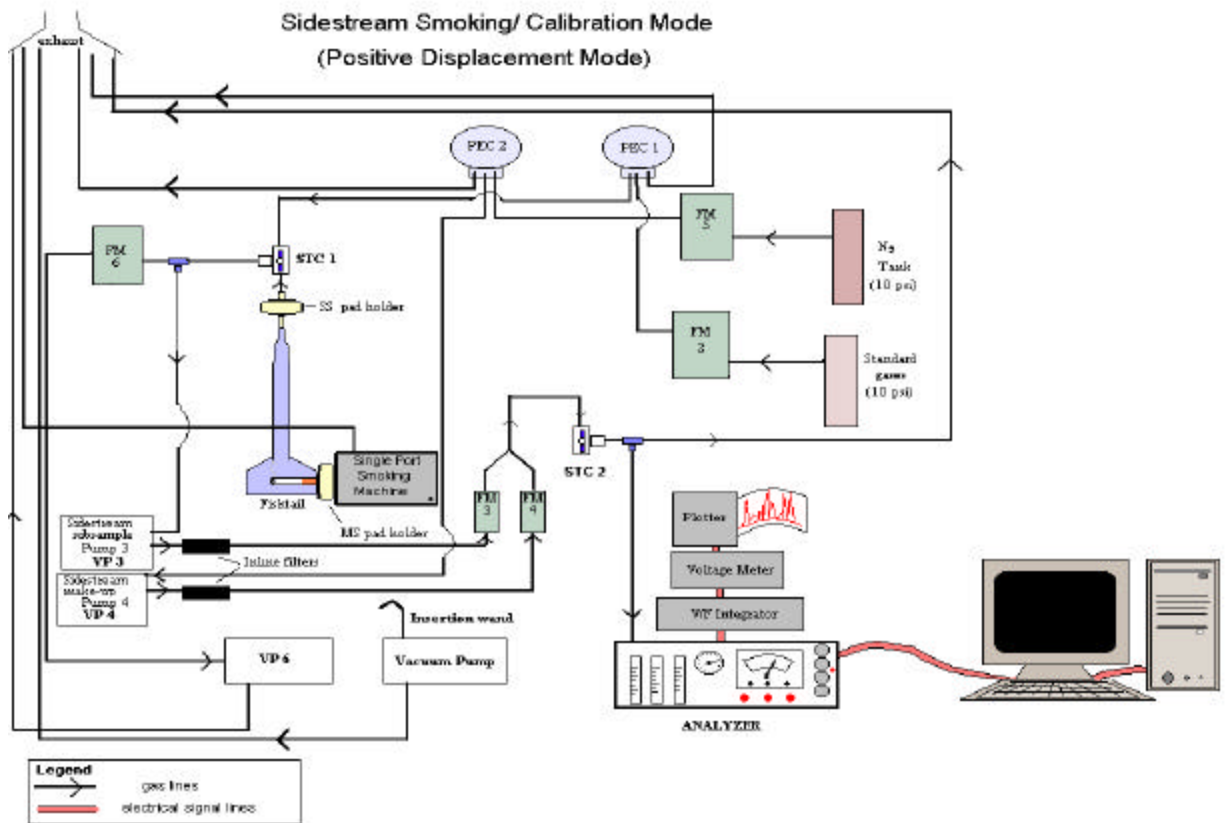 Sidestream Smoking/ Calibration Mode
(Positive Displacement Mode)
exhaust
PEC 2
PEC 1
FM
6
STC 1
FM
5
N2
Tank
(10 psi)
SS pad holder
FM
2
Standard
gases
(10 psi)
STC 2
Single Port
Smoking
Machine
Fishtail
MS pad holder
FM
3
FM
4
Plotter
Sidestream
subsample
Pump 3
VP 3
Inline filters
Sidestream
make-up
Pump 4
VP 4
Voltage Meter
V/F Integrator
Insertion wand
VP 6
Vacuum Pump
ANALYZER
Legend
gas lines
electrical signal lines